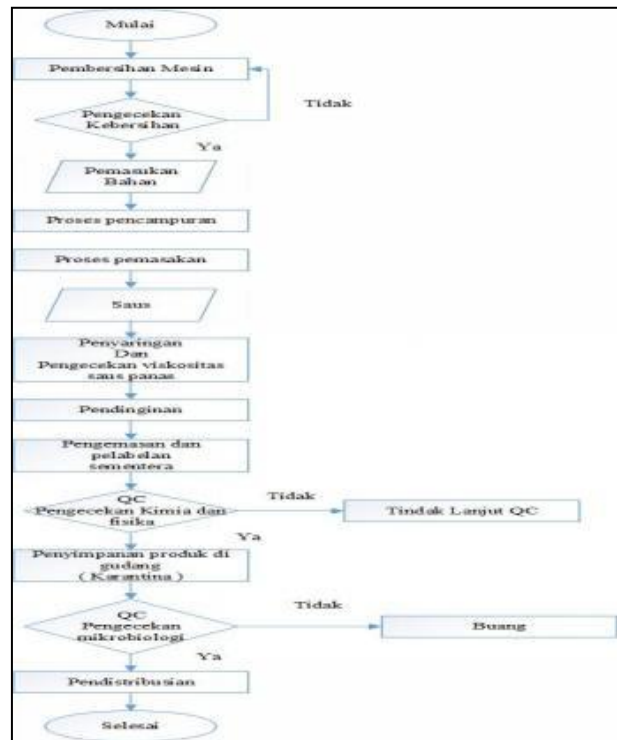 Mulai
Pembersihan Mesin
Tidak
Pengecekan
Kebersihan
Ya
Pemasukan
Bahan
Proses pencampuran
Proses pemasakan
Saus
Penyaringan
Dan
Pengecekan viskositas
saus panas
Pendinginan
Pengemasan dan
pelabelan
sementera
QC
Pengecekan Kimia dan
fisika
Tidak
Tindak Lanjut QC
Ya
Penyimpanan produk di
gudang
( Karantina )
QC
Pengecekan
mikrobiologi
Tidak
Buang
Ya
Pendistribusian
Selesai